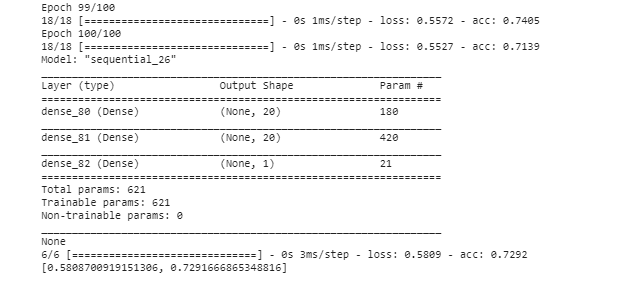 Epoch 99/100
18/18 [==============================] - 0s 1ms/step - loss: 0.5572 - acc: 0.7405
Epoch 100/100
18/18 [==============================] - 0s 1ms/step - loss: 0.5527 - acc: 0.7139
Model: "sequential_26"
_________________________________________________________________
Layer (type) Output Shape Param #
=================================================================
dense_80 (Dense) (None, 20) 180
_________________________________________________________________
dense_81 (Dense) (None, 20) 420
_________________________________________________________________
dense_82 (Dense) (None, 1) 21
=================================================================
Total params: 621
Trainable params: 621
Non-trainable params: 0
_________________________________________________________________
None
6/6 [==============================] - 0s 3ms/step - loss: 0.5809 - acc: 0.7292
[0.5808700919151306, 0.7291666865348816]